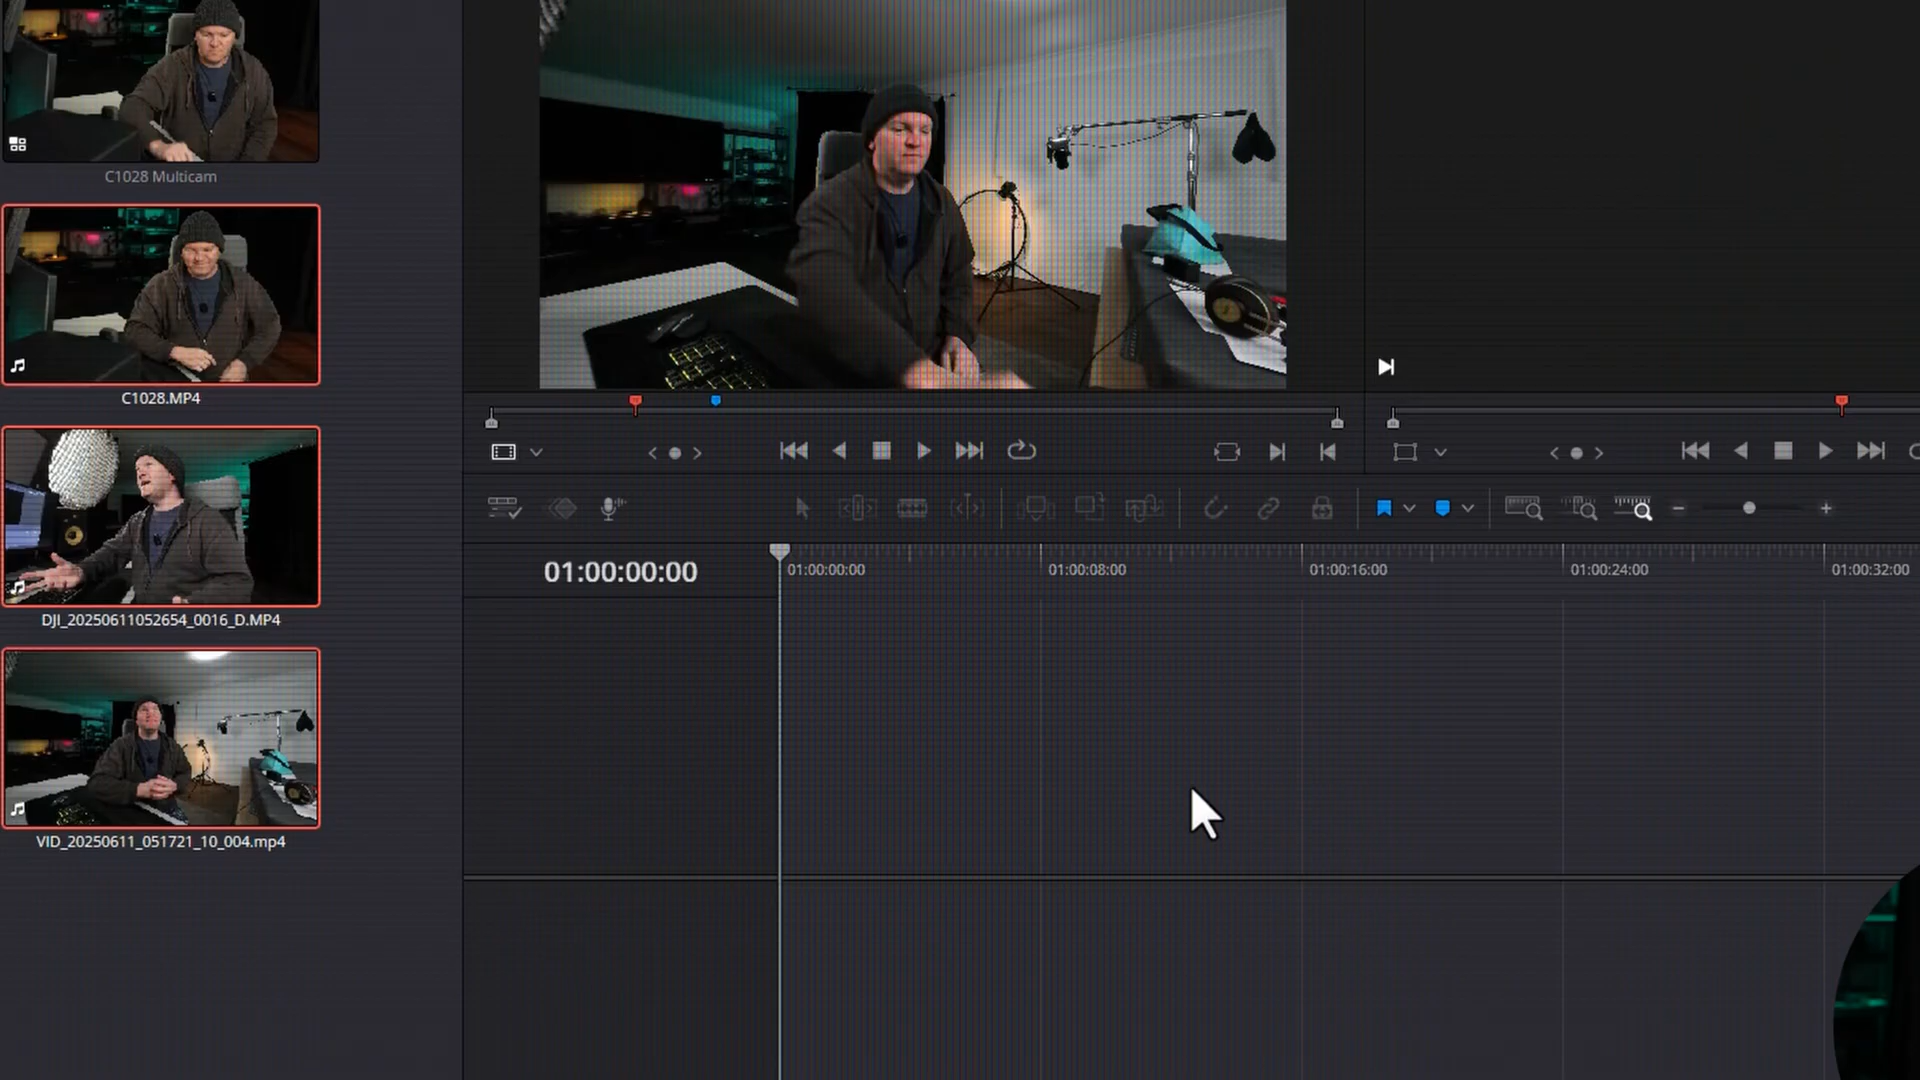 C1028 Multicam
C1028.MP4
DJI_20250611052654_0016_D.MP4
VID_20250611_051721_10_004.mp4
01:00:00:00
01:00:00:00
01:00:08:00
01:00:16:00
01:00:24:00
01:00:32:00